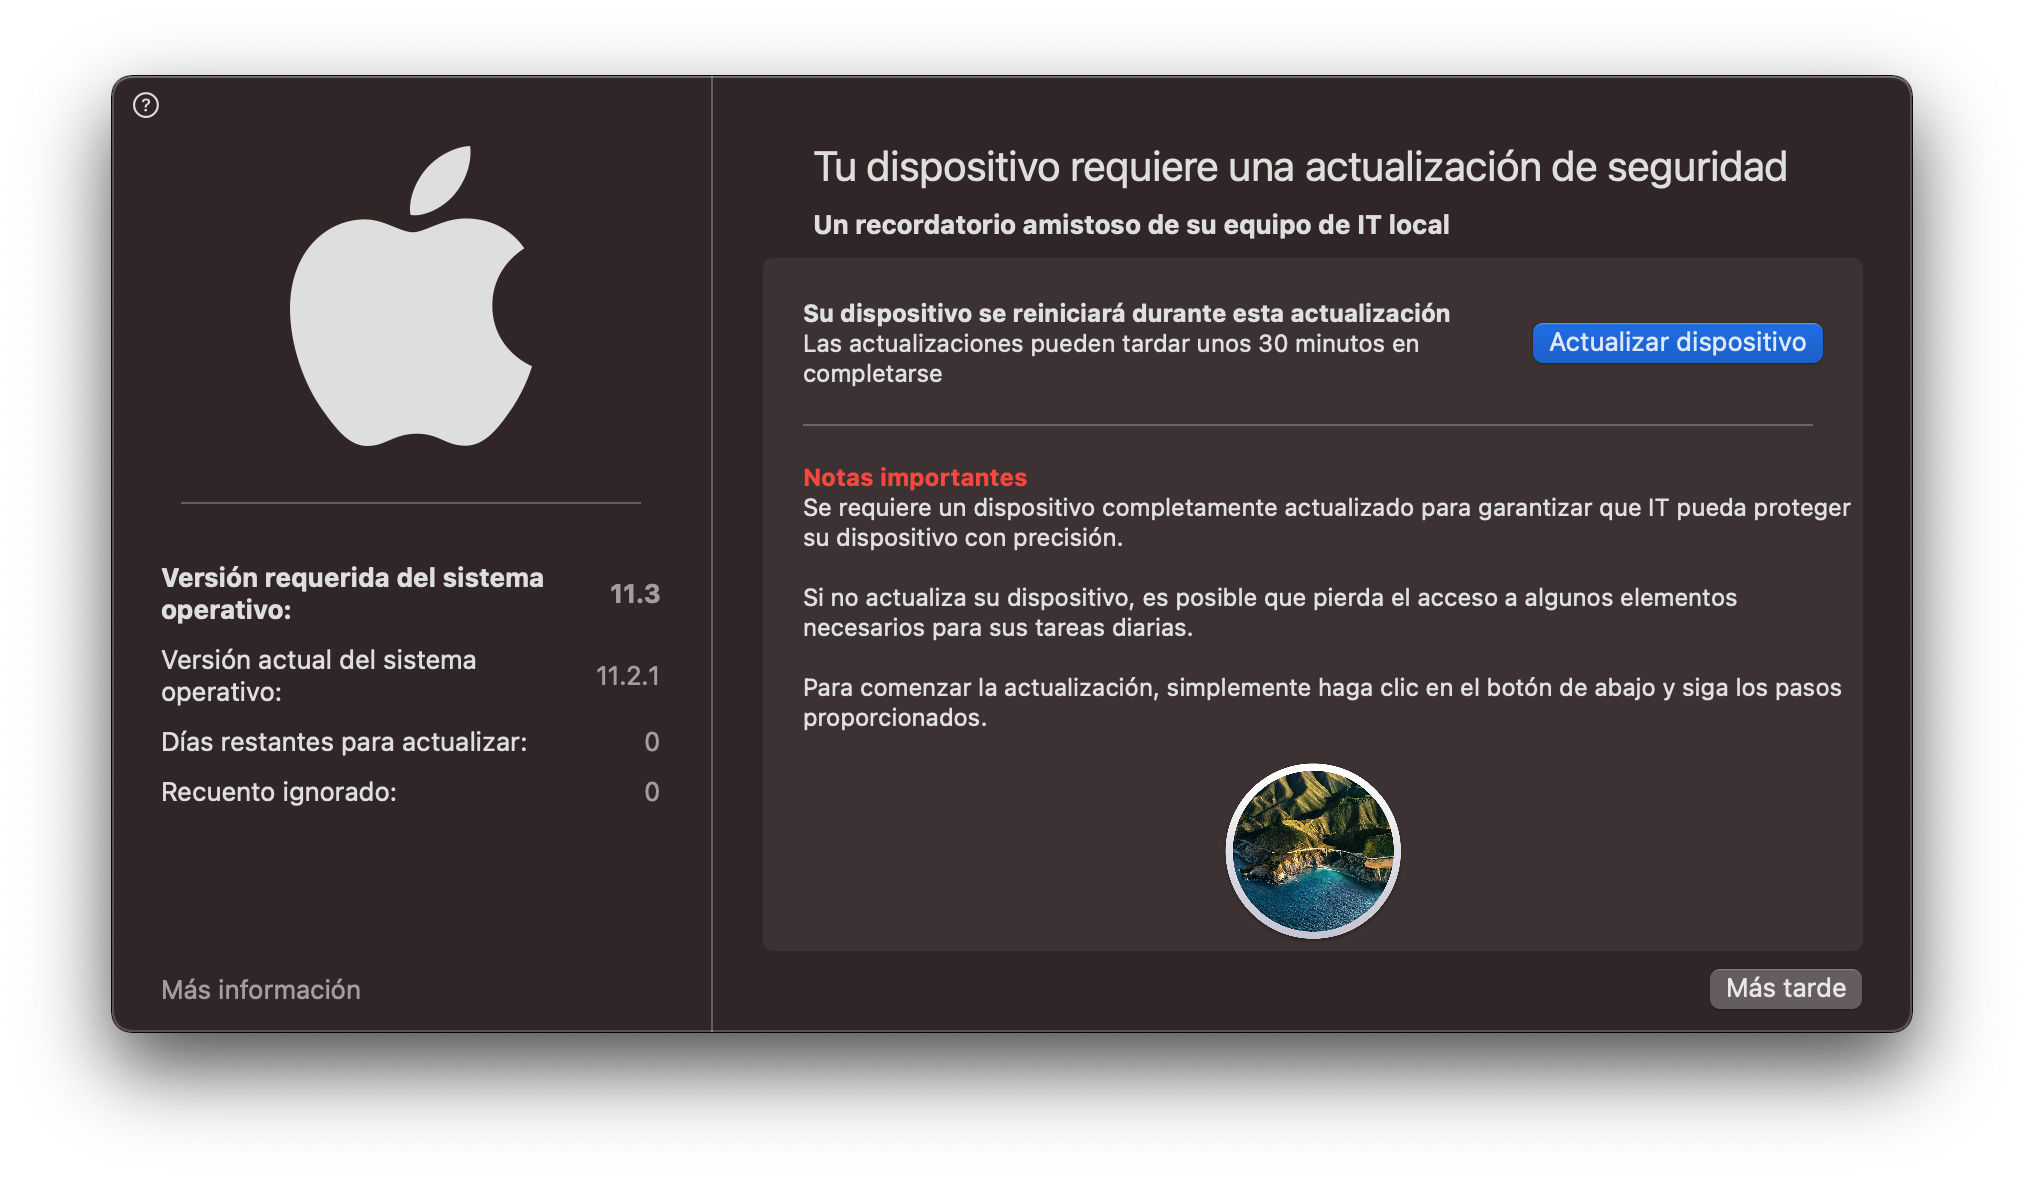 ?
Versión requerida del sistema
operativo:
11.3
Versión actual del sistema
operativo:
11.2.1
Días restantes para actualizar:
0
Recuento ignorado:
0
Más información
Tu dispositivo requiere una actualización de seguridad
Un recordatorio amistoso de su equipo de IT local
Su dispositivo se reiniciará durante esta actualización
Las actualizaciones pueden tardar unos 30 minutos en
completarse
Actualizar dispositivo
Notas importantes
Se requiere un dispositivo completamente actualizado para garantizar que IT pueda proteger
su dispositivo con precisión.
Si no actualiza su dispositivo, es posible que pierda el acceso a algunos elementos
necesarios para sus tareas diarias.
Para comenzar la actualización, simplemente haga clic en el botón de abajo y siga los pasos
proporcionados.
Más tarde